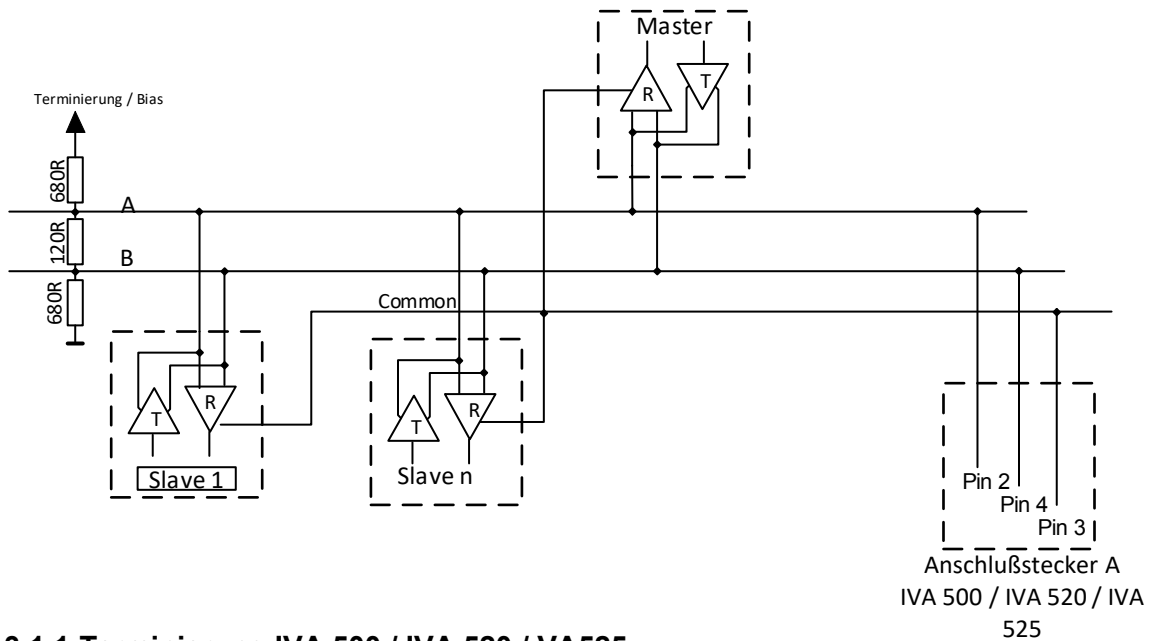 Master
R
T
Terminierung / Bias
680R
A
120R
B
680R
Common
T
R
Slave 1
T
R
Slave n
Pin 2
Pin 4
Pin 3
Anschlußstecker A
IVA 500 / IVA 520 / IVA
525